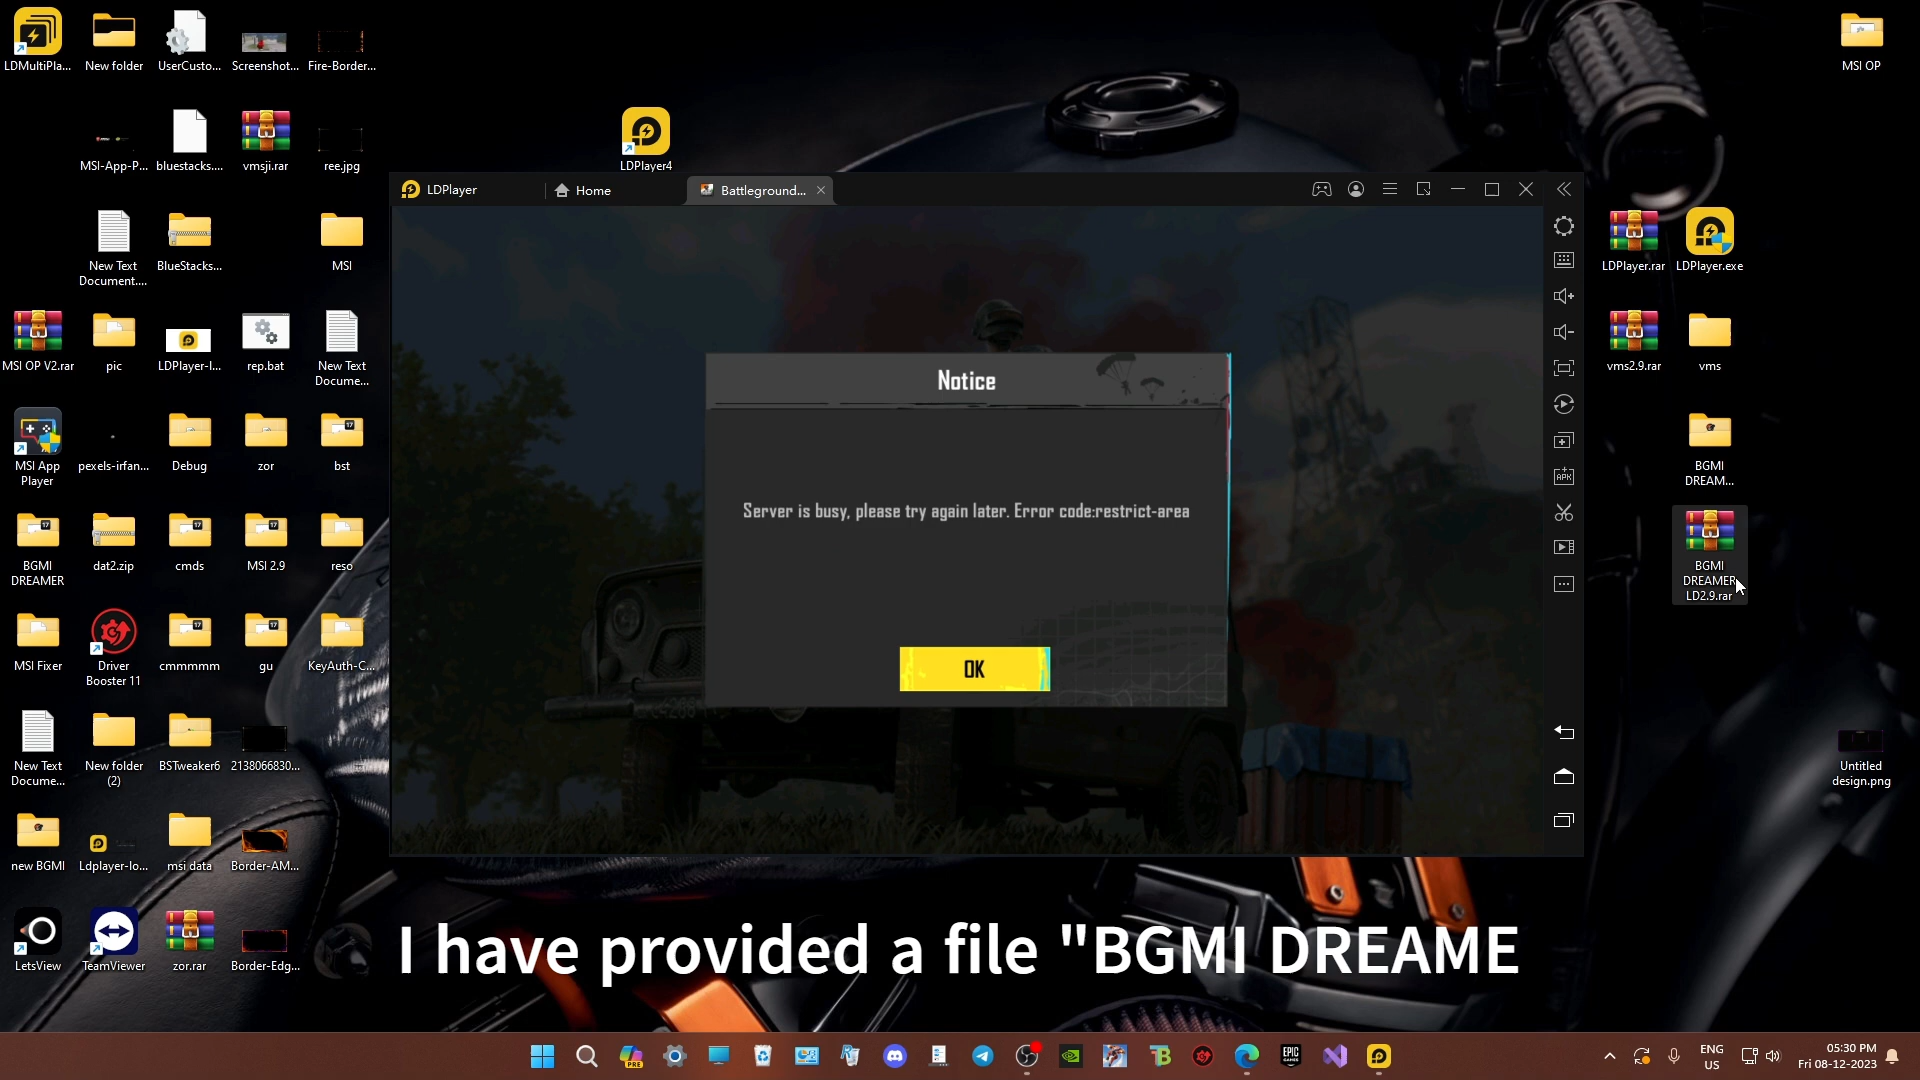 LDMultiPla...
New folder
UserCusto...
Screenshot...
Fire-Border...
MSI OP
MSI-App-P...
bluestacks....
vmsji.rar
ree.jpg
LDPlayer4
LDPlayer
Home
Battleground...
New Text
Document....
BlueStacks...
MSI
LDPlayer.rar
LDPlayer.exe
MSI OP V2.rar
pic
LDPlayer-l...
rep.bat
New Text
Docume...
vms2.9.rar
vms
Notice
MSI App
Player
pexels-irfan...
Debug
zor
bst
BGMI
DREAM...
Server is busy, please try again later. Error code:restrict-area
APK
BGMI
DREAMER
dat2.zip
cmds
MSI 2.9
reso
BGMI
DREAMER
LD2.9.rar
MSI Fixer
Driver
Booster 11
cmmmmm
gu
KeyAuth-C...
OK
New Text
Docume...
New folder
(2)
BSTweaker6
2138066830...
Untitled
design.png
new BGMI
Ldplayer-lo...
msi data
Border-AM...
LetsView
TeamViewer
zor.rar
Border-Edg...
I have provided a file "BGMI DREAME
PRE
EPIC
GAMES
ENG
US
05:30 PM
Fri 08-12-2023